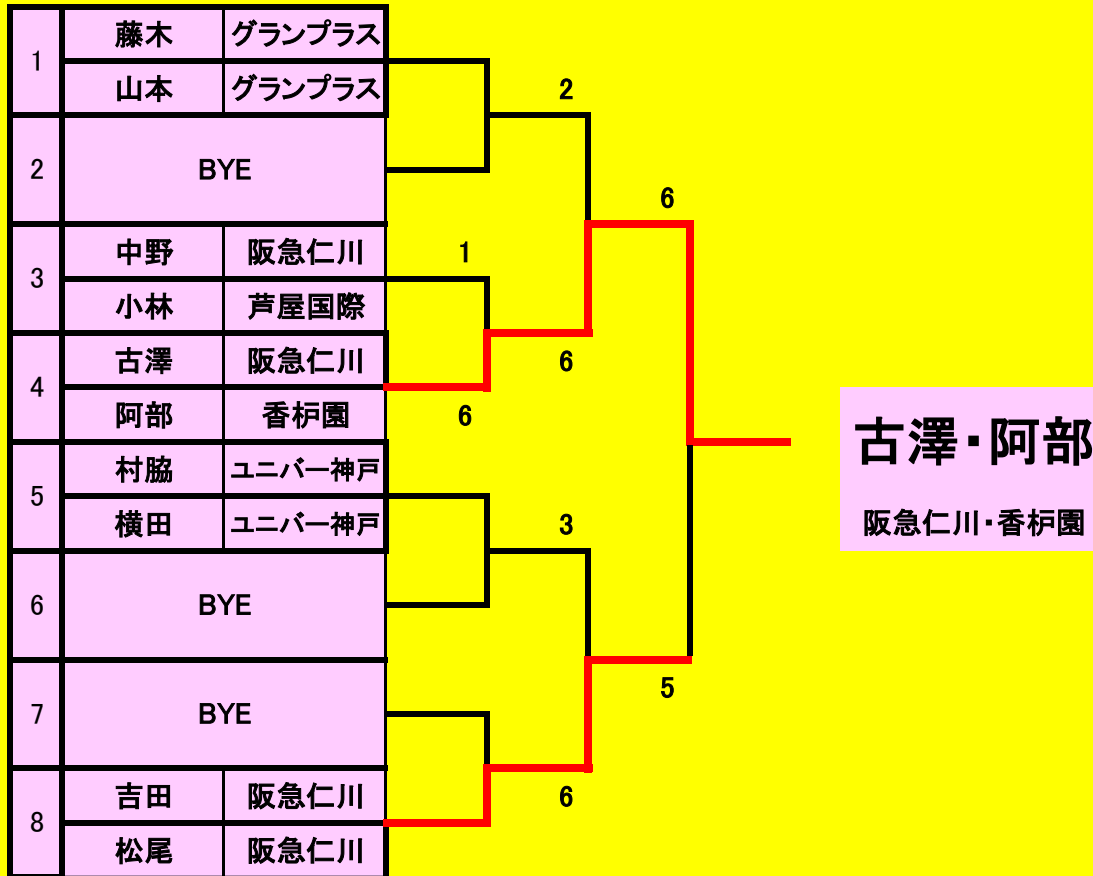 1 藤木 グランプラス
山本 グランプラス
2
2 BYE
6
3 中野 阪急仁川
1
小林 芦屋国際
4 古澤 阪急仁川
6
阿部 香枦園
6
古澤・阿部
5 村脇 ユニバー神戸
横田 ユニバー神戸
3
阪急仁川・香枦園
6 BYE
5
7 BYE
8 吉田 阪急仁川
6
松尾 阪急仁川